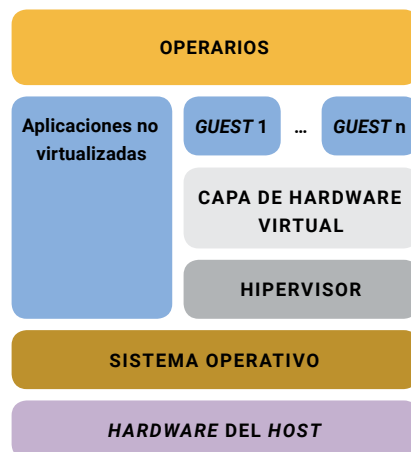 OPERARIOS
Aplicaciones no
virtualizadas
GUEST 1 ... GUEST n
CAPA DE HARDWARE
VIRTUAL
HIPERVISOR
SISTEMA OPERATIVO
HARDWARE DEL HOST